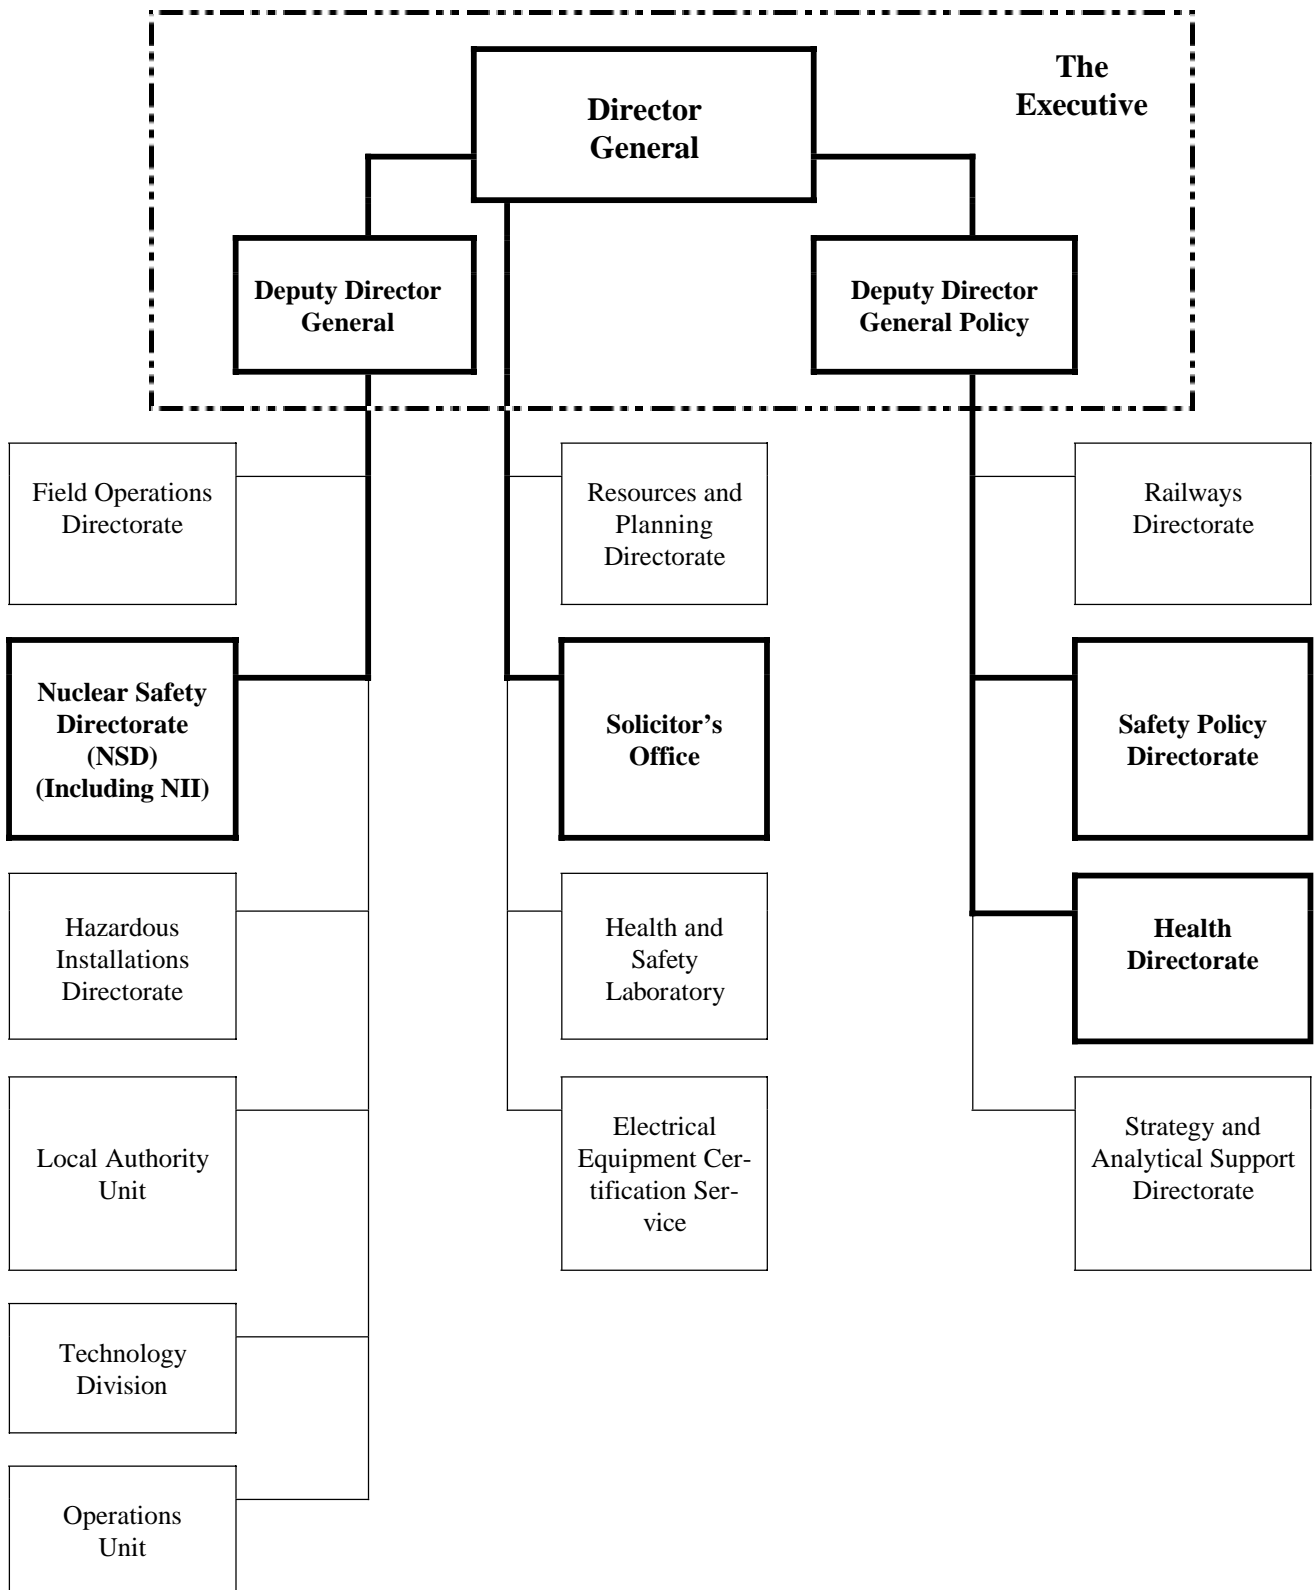 The
Executive
Director
General
Deputy Director
General
Deputy Director
General Policy
Field Operations
Directorate
Resources and
Planning
Directorate
Railways
Directorate
Nuclear Safety
Directorate
(NSD)
(Including NII)
Solicitor’s
Office
Safety Policy
Directorate
Hazardous
Installations
Directorate
Health and
Safety
Laboratory
Health
Directorate
Local Authority
Unit
Electrical
Equipment Cer-
tification Ser-
vice
Strategy and
Analytical Support
Directorate
Technology
Division
Operations
Unit